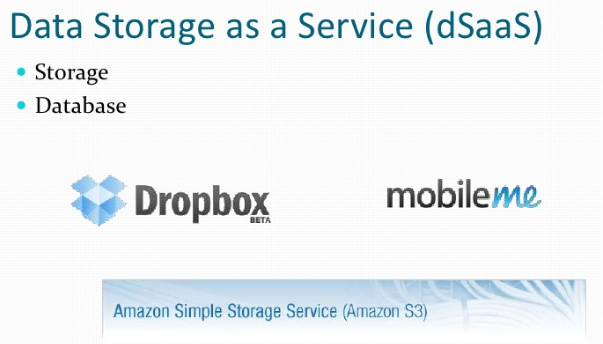 Data Storage as a Service (dSaaS)
• Storage
• Database
Dropbox
BETA
mobileme
Amazon Simple Storage Service (Amazon S3)